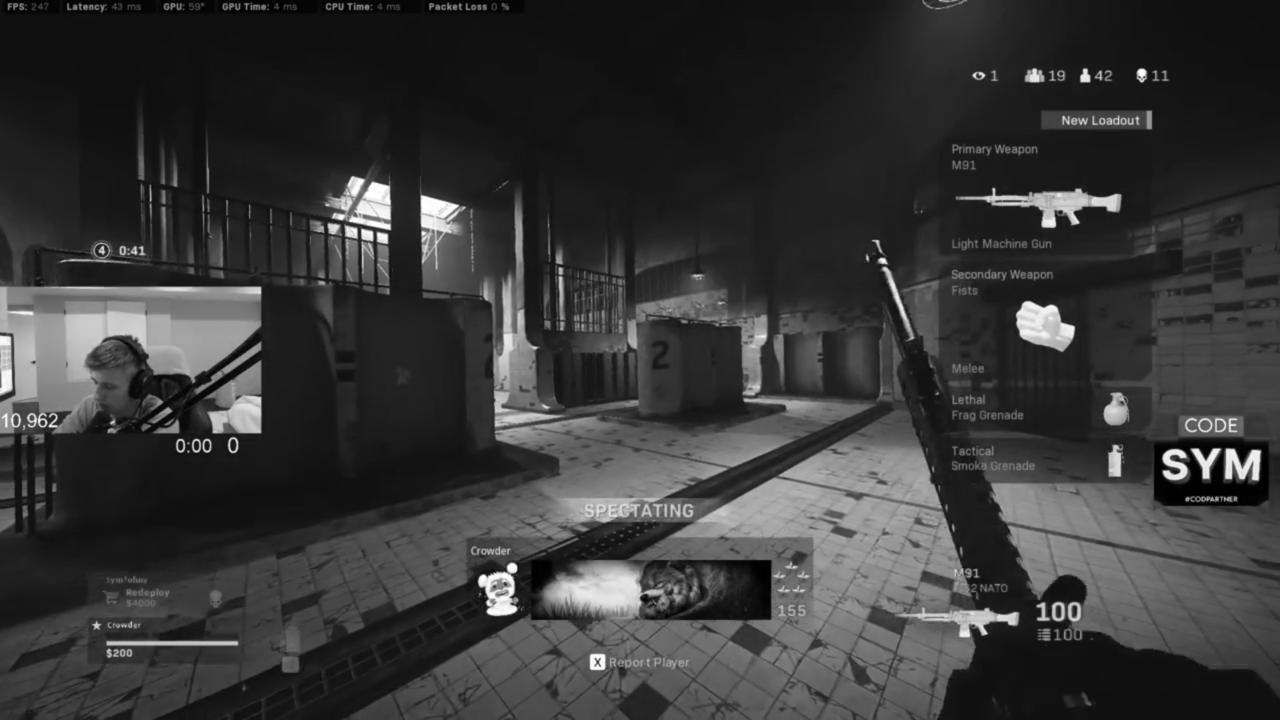 FPS: 247 Latency: 43 ms GPU: 59° GPU Time: 4 ms CPU Time: 4 ms Packet Loss 0 %
1 19 42 11
New Loadout
Primary Weapon
M91
Light Machine Gun
Secondary Weapon
Fists
Melee
Lethal
Frag Grenade
Tactical
Smoke Grenade
4 0:41
2
10,962
0:00 0
CODE
SYM
#CODPARTNER
SPECTATING
Crowder
155
X Report Player
Redeploy
$4000
Crowder
$200
M91
NATO
100
100